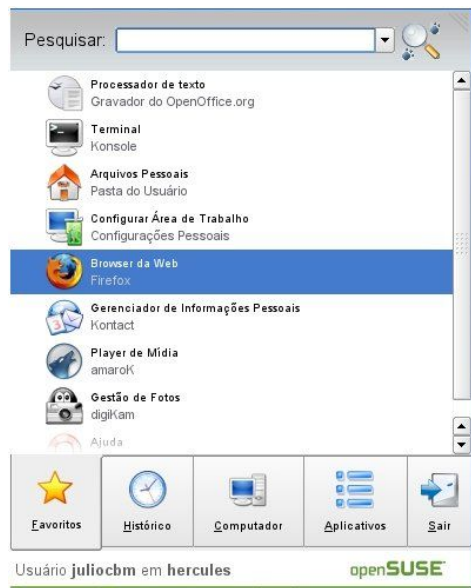 Pesquisar:
Processador de texto
Gravador do OpenOffice.org
Terminal
Konsole
Arquivos Pessoais
Pasta do Usuário
Configurar Área de Trabalho
Configurações Pessoais
Browser da Web
Firefox
Gerenciador de Informações Pessoais
Kontact
Player de Mídia
amaroK
Gestão de Fotos
digiKam
Ajuda
Favoritos
Histórico
Computador
Aplicativos
Sair
Usuário juliocbm em hercules
openSUSE